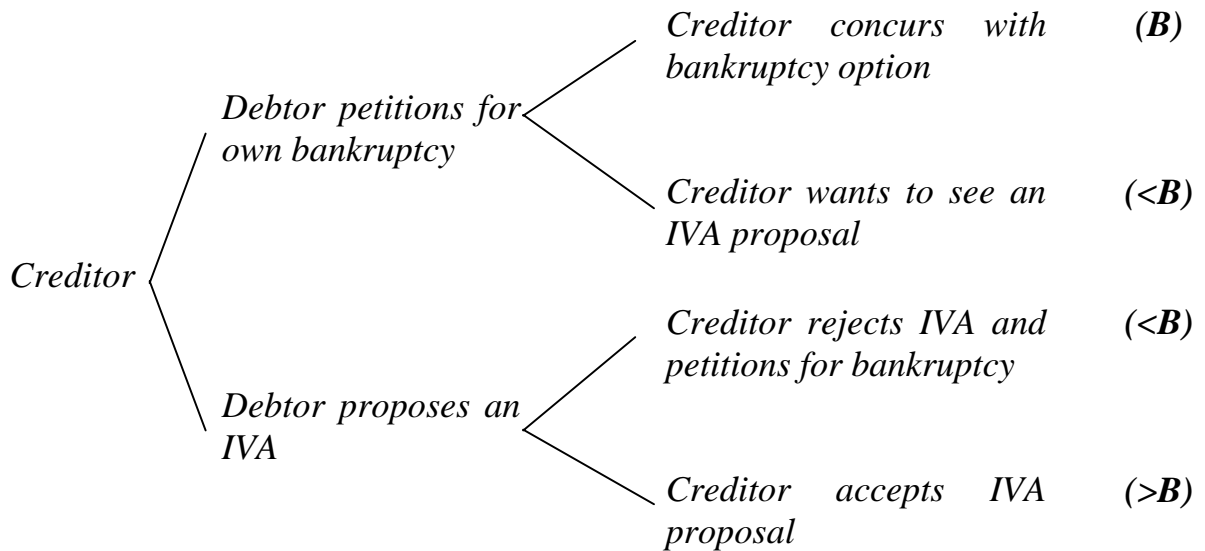 Creditor concurs with (B)
bankruptcy option
Debtor petitions for
own bankruptcy
Creditor wants to see an (<B)
IVA proposal
Creditor
Creditor rejects IVA and (<B)
petitions for bankruptcy
Debtor proposes an
IVA
Creditor accepts IVA (>B)
proposal